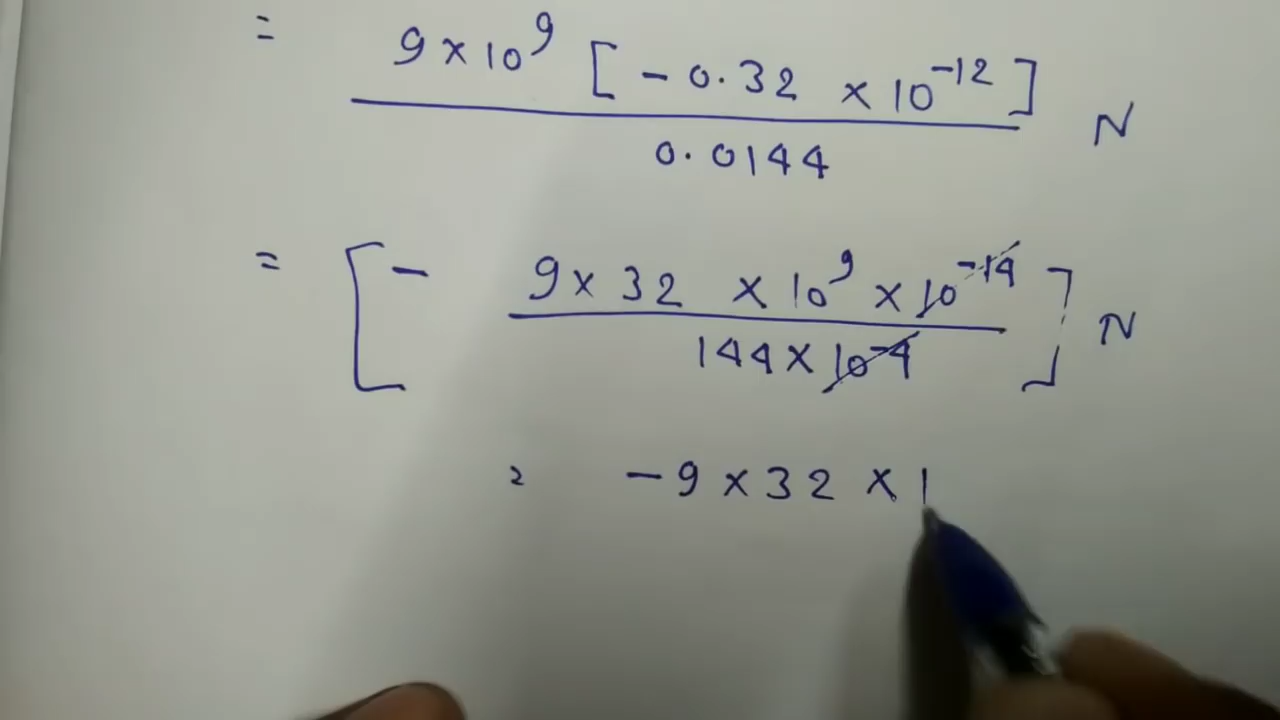 = 9 × 10⁹ [ - 0.32 × 10⁻¹² ] N
0.0144
= [ - 9 × 32 × 10⁹ × 10⁻¹⁴ ] N
144 × 10⁻⁴
= - 9 × 32 × 1